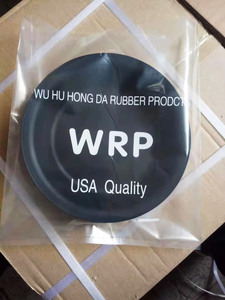 WU HU HONG DA RUBBER PRODCT
WRP
USA Quality